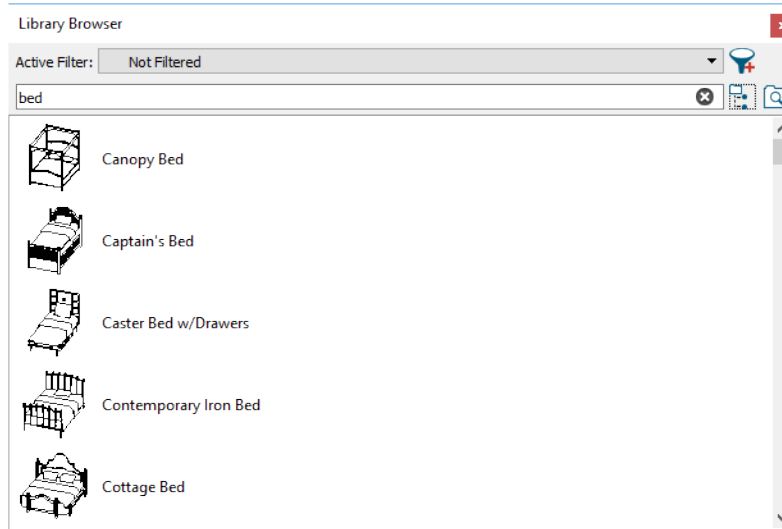 Library Browser
Active Filter: Not Filtered
bed
Canopy Bed
Captain's Bed
Caster Bed w/Drawers
Contemporary Iron Bed
Cottage Bed